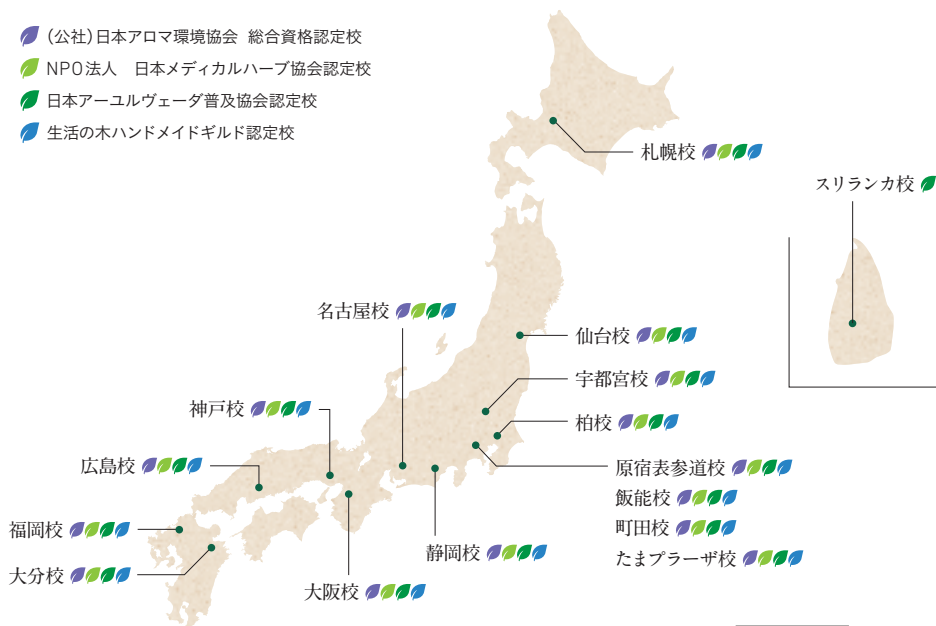 (公社)日本アロマ環境協会 総合資格認定校
NPO法人　日本メディカルハーブ協会認定校
日本アーユルヴェーダ普及協会認定校
生活の木ハンドメイドギルド認定校
札幌校
スリランカ校
名古屋校
仙台校
宇都宮校
神戸校
柏校
広島校
原宿表参道校
飯能校
福岡校
町田校
静岡校
たまプラーザ校
大分校
大阪校